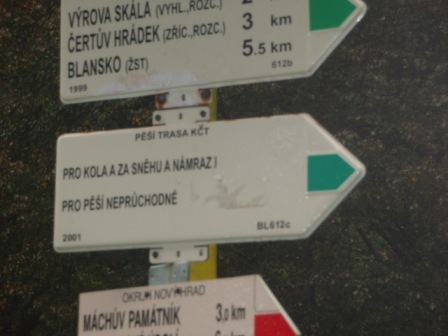 VÝROVA SKÁLA (VYHL., ROZC.) 2 km
ČERTŮV HRÁDEK (ZŘÍC., ROZC.) 3 km
BLANSKO (ŽST) 5.5 km
1999 612b
PĚŠÍ TRASA KČT
PRO KOLA A ZA SNĚHU A NÁMRAZ I
PRO PĚŠÍ NEPRŮCHODNÉ
2001 BL612c
OKRUH NOVÝ HRAD
MÁCHŮV PAMÁTNÍK 3,0 km